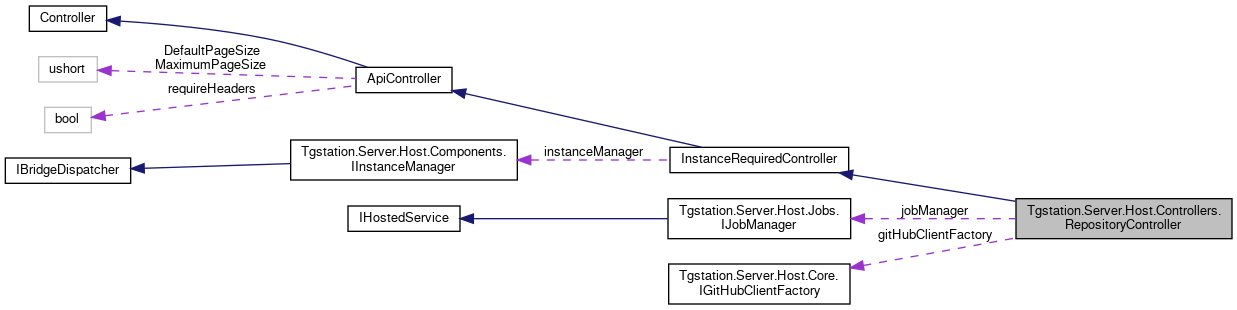 Controller
DefaultPageSize
MaximumPageSize
ushort
ApiController
requireHeaders
bool
Tgstation.Server.Host.Components.
IInstanceManager
instanceManager
InstanceRequiredController
IBridgeDispatcher
Tgstation.Server.Host.Jobs.
IJobManager
jobManager
Tgstation.Server.Host.Controllers.
RepositoryController
IHostedService
gitHubClientFactory
Tgstation.Server.Host.Core.
IGitHubClientFactory